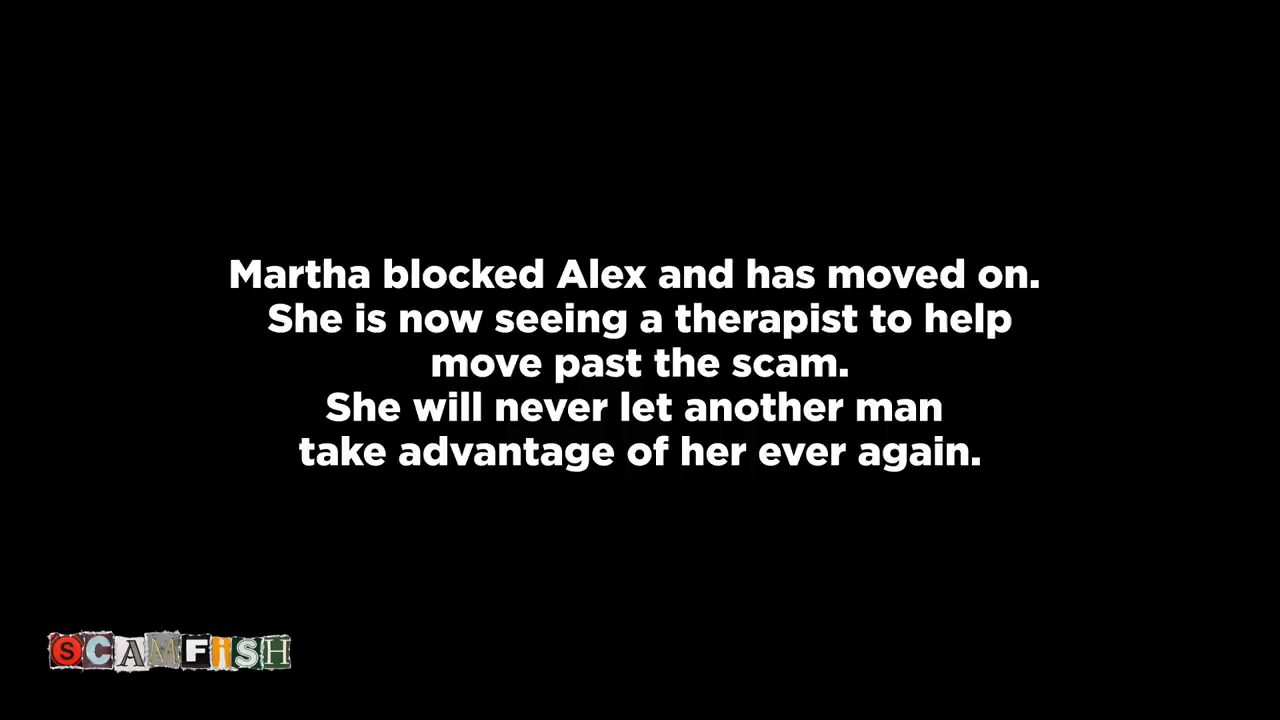 Martha blocked Alex and has moved on.
She is now seeing a therapist to help
move past the scam.
She will never let another man
take advantage of her ever again.
SCAMFiSH